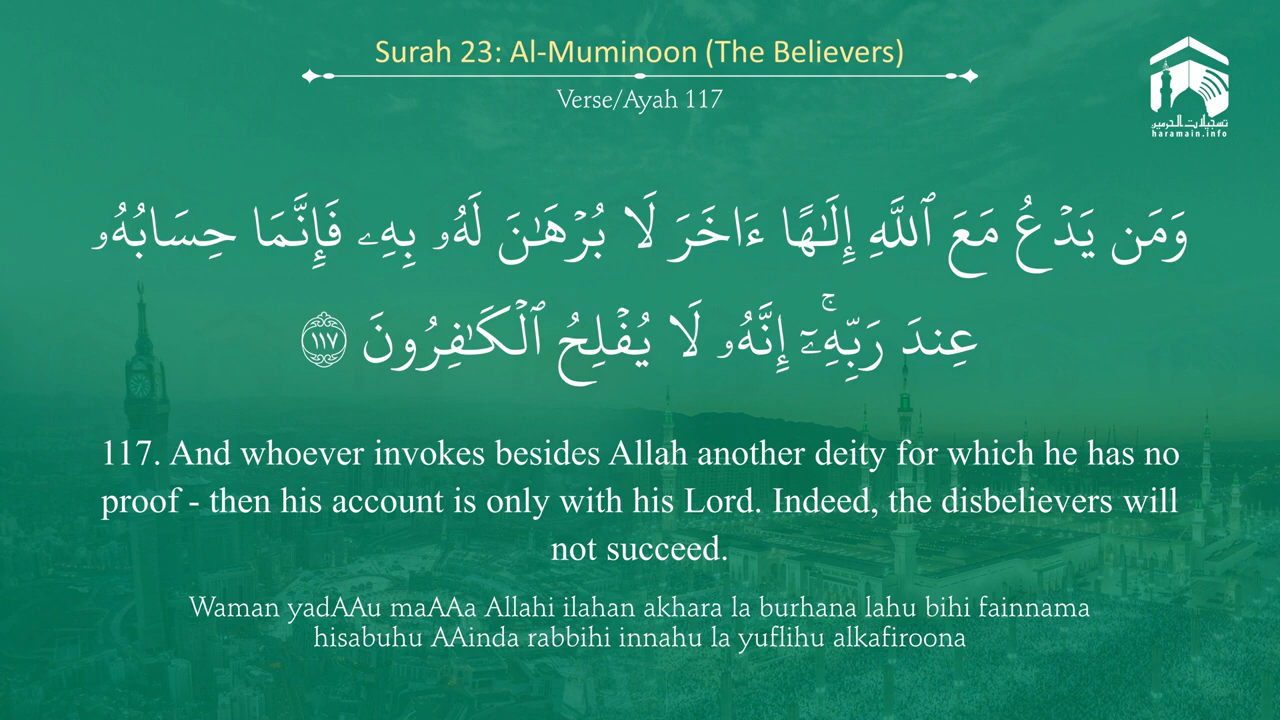 Surah 23: Al-Muminoon (The Believers)
Verse/Ayah 117
تسجيلات الحرمين
haramain.info
وَمَن يَدْعُ مَعَ ٱللَّهِ إِلَـٰهًا ءَاخَرَ لَا بُرْهَـٰنَ لَهُۥ بِهِۦ فَإِنَّمَا حِسَابُهُۥ
عِندَ رَبِّهِۦٓ ۚ إِنَّهُۥ لَا يُفْلِحُ ٱلْكَـٰفِرُونَ ١١٧
117. And whoever invokes besides Allah another deity for which he has no
proof - then his account is only with his Lord. Indeed, the disbelievers will
not succeed.
Waman yadAAu maAAa Allahi ilahan akhara la burhana lahu bihi fainnama
hisabuhu AAinda rabbihi innahu la yuflihu alkafiroona